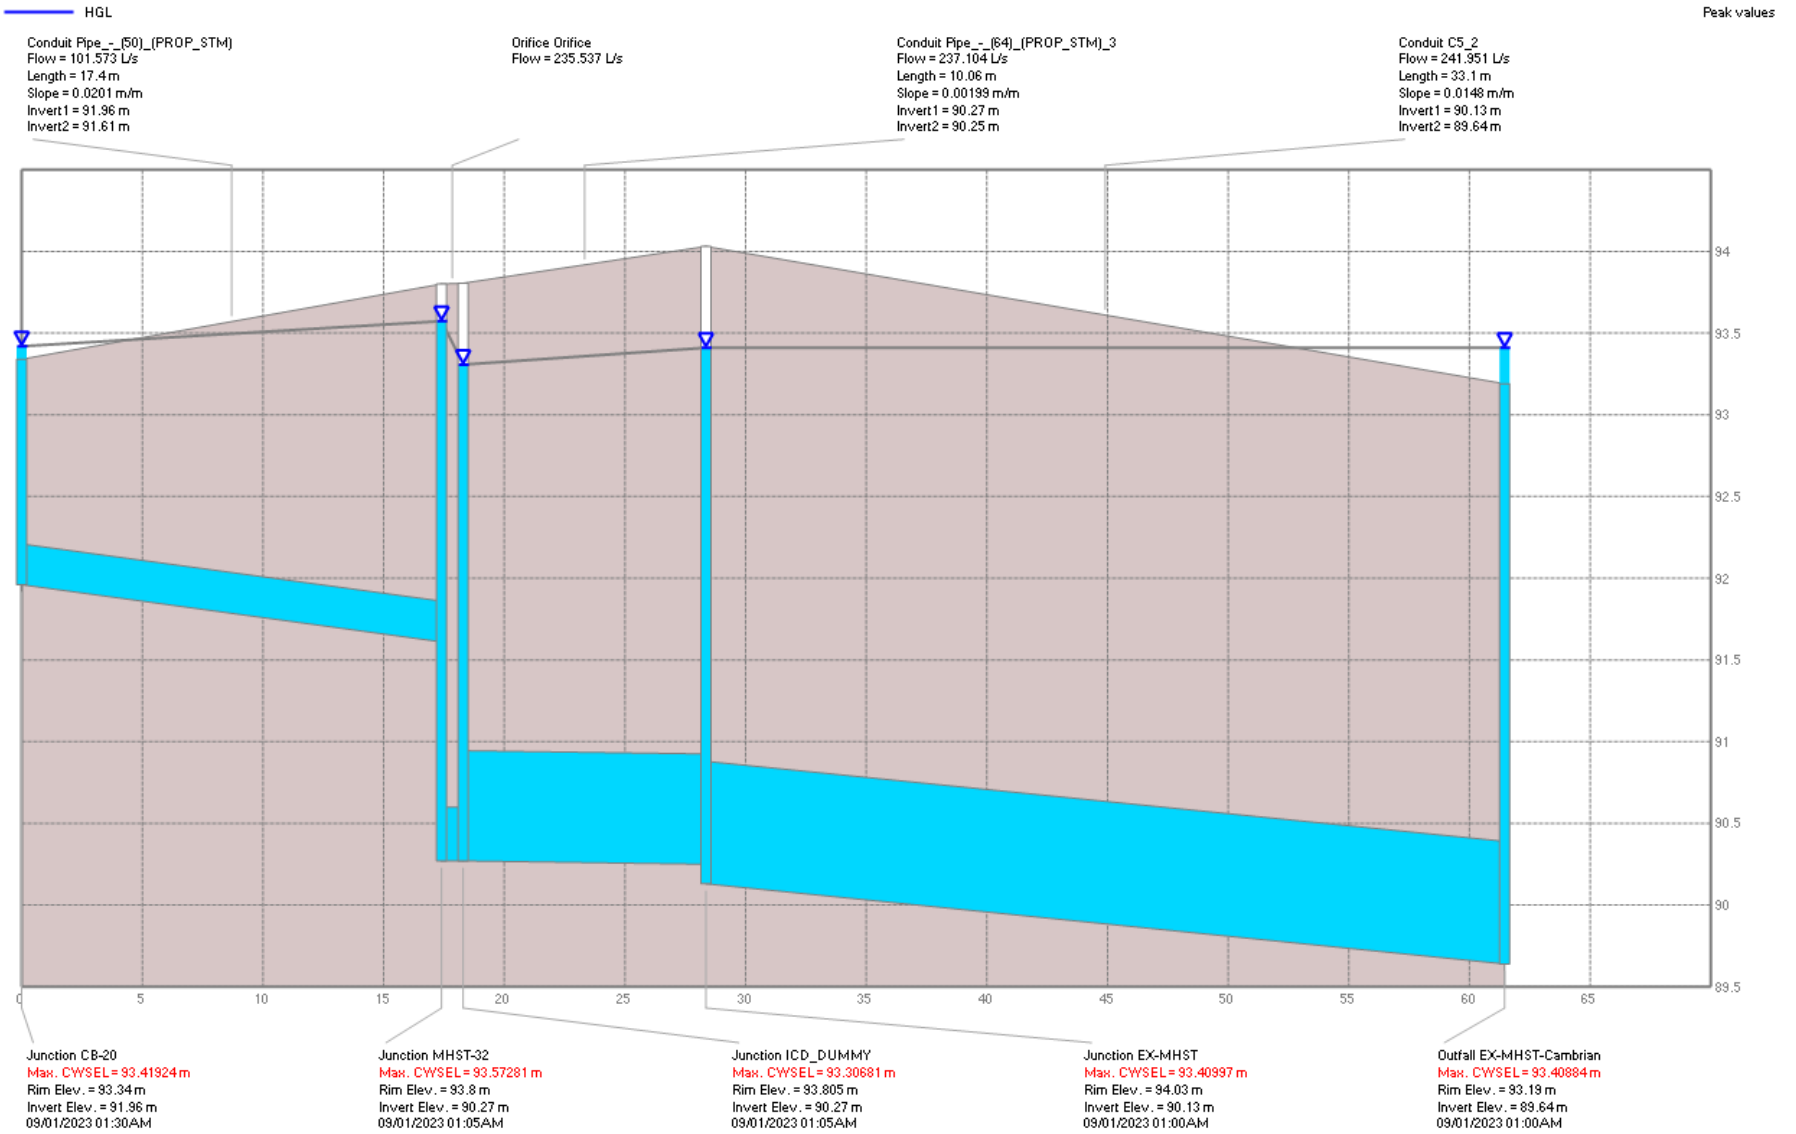 HGL
Peak values
Conduit Pipe_-_(50)_(PROP_STM)
Flow = 101.573 L/s
Length = 17.4 m
Slope = 0.0201 m/m
Invert1 = 91.96 m
Invert2 = 91.61 m
Orifice Orifice
Flow = 235.537 L/s
Conduit Pipe_-_(64)_(PROP_STM)_3
Flow = 237.104 L/s
Length = 10.06 m
Slope = 0.00199 m/m
Invert1 = 90.27 m
Invert2 = 90.25 m
Conduit C5_2
Flow = 241.951 L/s
Length = 33.1 m
Slope = 0.0148 m/m
Invert1 = 90.13 m
Invert2 = 89.64 m
94
93.5
93
92.5
92
91.5
91
90.5
90
89.5
0 5 10 15 20 25 30 35 40 45 50 55 60 65
Junction CB-20
Max. CWSEL = 93.41924 m
Rim Elev. = 93.34 m
Invert Elev. = 91.96 m
09/01/2023 01:30AM
Junction MHST-32
Max. CWSEL = 93.57281 m
Rim Elev. = 93.8 m
Invert Elev. = 90.27 m
09/01/2023 01:05AM
Junction ICD_DUMMY
Max. CWSEL = 93.30681 m
Rim Elev. = 93.805 m
Invert Elev. = 90.27 m
09/01/2023 01:05AM
Junction EX-MHST
Max. CWSEL = 93.40997 m
Rim Elev. = 94.03 m
Invert Elev. = 90.13 m
09/01/2023 01:00AM
Outfall EX-MHST-Cambrian
Max. CWSEL = 93.40884 m
Rim Elev. = 93.19 m
Invert Elev. = 89.64 m
09/01/2023 01:00AM